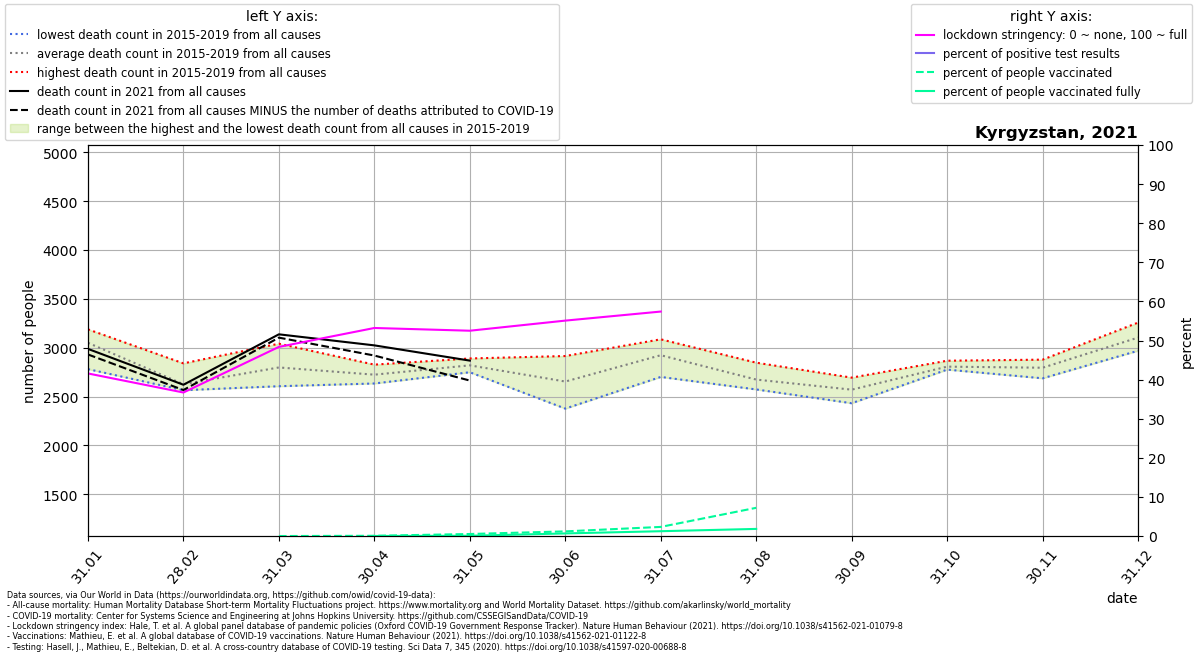 left Y axis:
lowest death count in 2015-2019 from all causes
average death count in 2015-2019 from all causes
highest death count in 2015-2019 from all causes
death count in 2021 from all causes
death count in 2021 from all causes MINUS the number of deaths attributed to COVID-19
range between the highest and the lowest death count from all causes in 2015-2019
right Y axis:
lockdown stringency: 0 ~ none, 100 ~ full
percent of positive test results
percent of people vaccinated
percent of people vaccinated fully
Kyrgyzstan, 2021
number of people
5000
4500
4000
3500
3000
2500
2000
1500
100
90
80
70
60
50
40
30
20
10
0
percent
31.01
28.02
31.03
30.04
31.05
30.06
31.07
31.08
30.09
31.10
30.11
31.12
date
Data sources, via Our World in Data (https://ourworldindata.org, https://github.com/owid/covid-19-data):
- All-cause mortality: Human Mortality Database Short-term Mortality Fluctuations project. https://www.mortality.org and World Mortality Dataset. https://github.com/akarlinsky/world_mortality
- COVID-19 mortality: Center for Systems Science and Engineering at Johns Hopkins University. https://github.com/CSSEGISandData/COVID-19
- Lockdown stringency index: Hale, T. et al. A global panel database of pandemic policies (Oxford COVID-19 Government Response Tracker). Nature Human Behaviour (2021). https://doi.org/10.1038/s41562-021-01079-8
- Vaccinations: Mathieu, E. et al. A global database of COVID-19 vaccinations. Nature Human Behaviour (2021). https://doi.org/10.1038/s41562-021-01122-8
- Testing: Hasell, J., Mathieu, E., Beltekian, D. et al. A cross-country database of COVID-19 testing. Sci Data 7, 345 (2020). https://doi.org/10.1038/s41597-020-00688-8